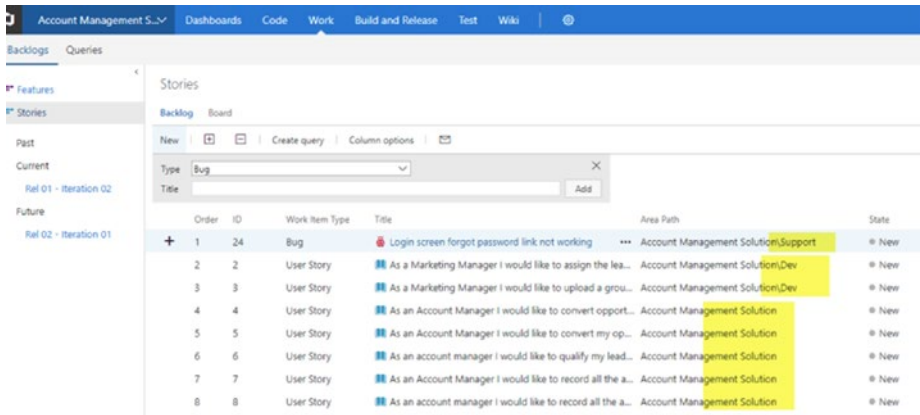 Account Management S... Dashboards Code Work Build and Release Test Wiki
Backlogs Queries
Features
Stories
Past
Current
Rel 01 - Iteration 02
Future
Rel 02 - Iteration 01
Stories
Backlog Board
New Create query Column options
Type Bug
Title Add
Order ID Work Item Type Title Area Path State
1 24 Bug Login screen forgot password link not working ... Account Management Solution\Support New
2 2 User Story As a Marketing Manager I would like to assign the lea... Account Management Solution\Dev New
3 3 User Story As a Marketing Manager I would like to upload a grou... Account Management Solution\Dev New
4 4 User Story As an Account Manager I would like to convert opport... Account Management Solution New
5 5 User Story As an Account Manager I would like to convert my op... Account Management Solution New
6 6 User Story As an account manager I would like to qualify my lead... Account Management Solution New
7 7 User Story As an Account Manager I would like to record all the a... Account Management Solution New
8 8 User Story As an account manager I would like to record all the a... Account Management Solution New